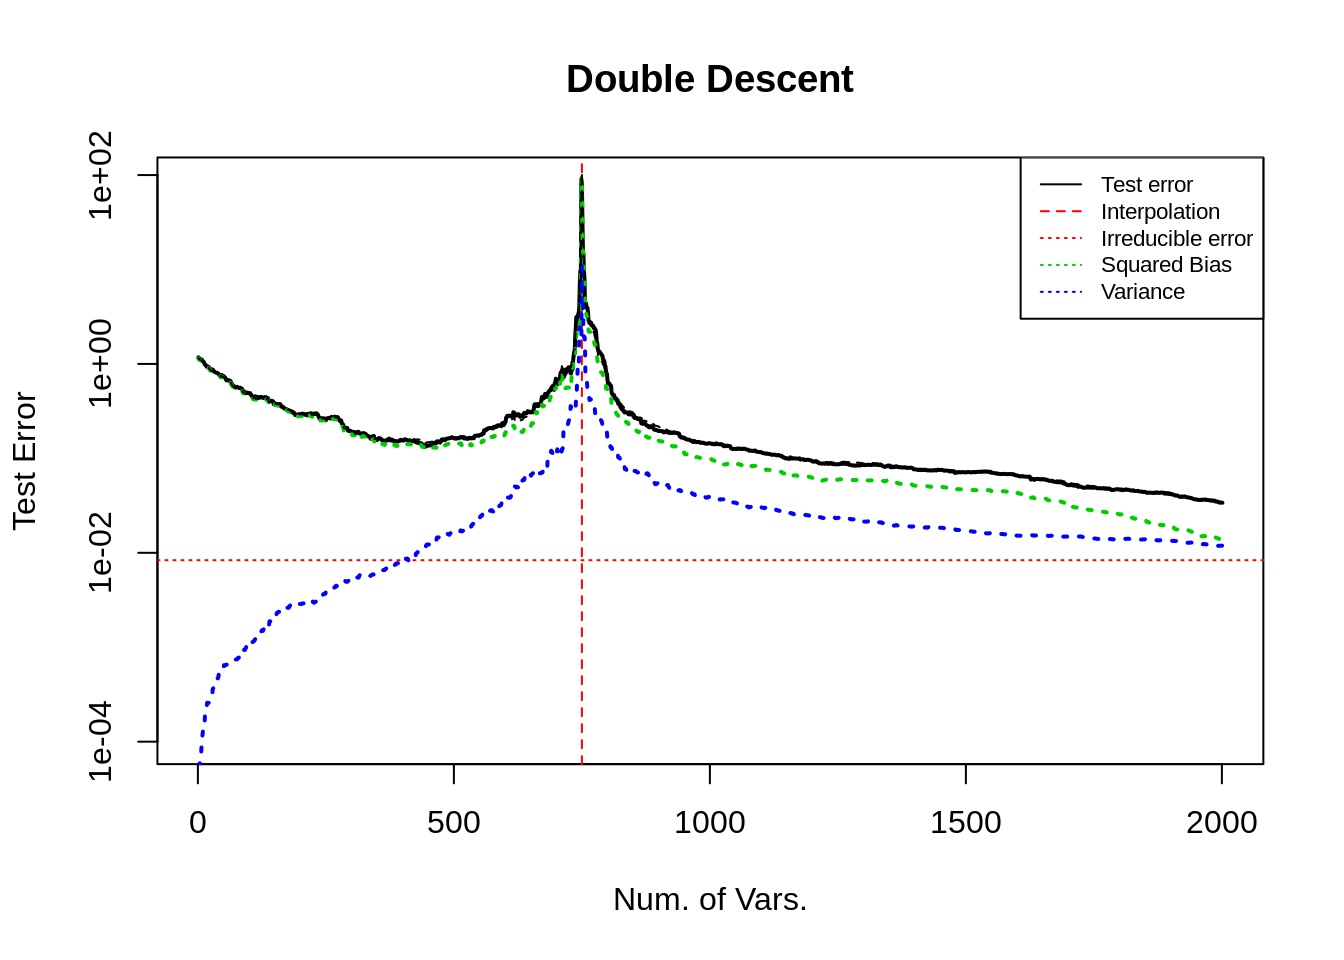 Double Descent
Test Error
1e+02
1e+00
1e-02
1e-04
Test error
Interpolation
Irreducible error
Squared Bias
Variance
0 500 1000 1500 2000
Num. of Vars.